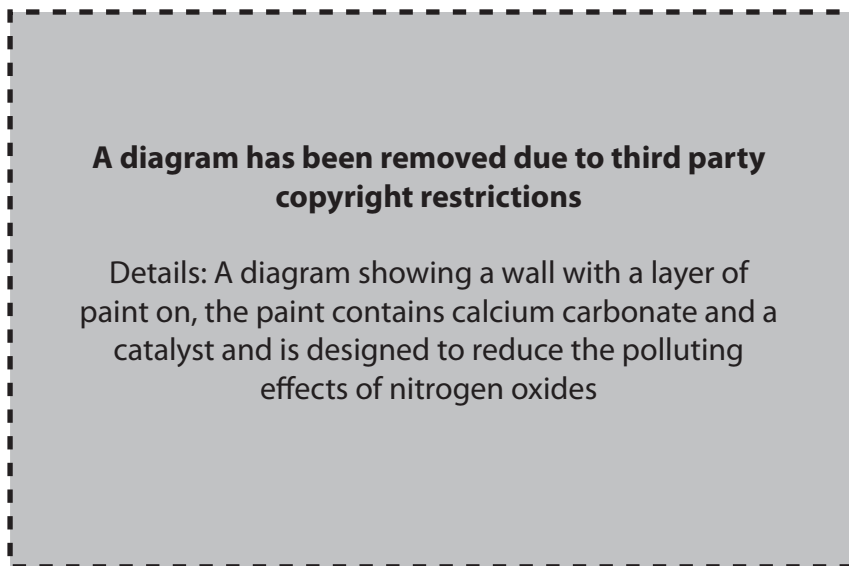 A diagram has been removed due to third party
copyright restrictions
Details: A diagram showing a wall with a layer of
paint on, the paint contains calcium carbonate and a
catalyst and is designed to reduce the polluting
effects of nitrogen oxides